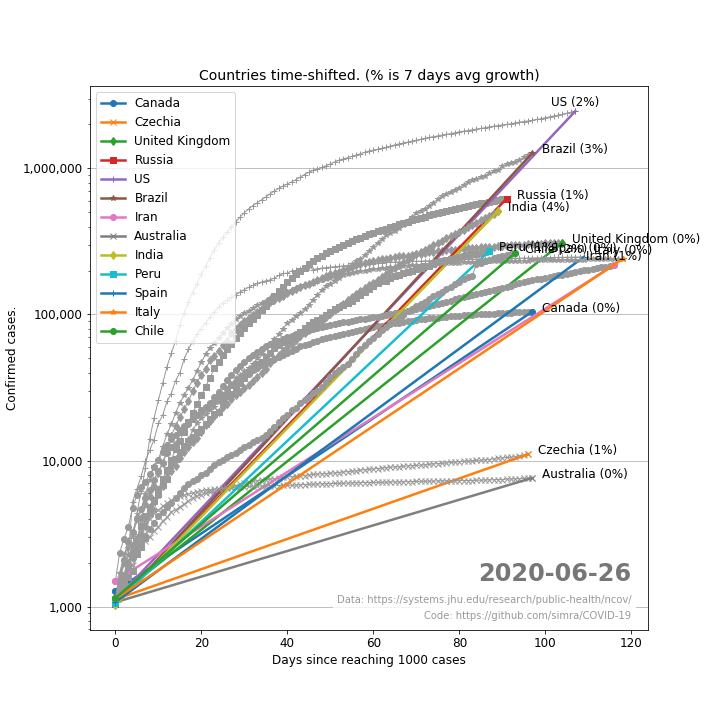 Countries time-shifted. (% is 7 days avg growth)
Canada
Czechia
United Kingdom
Russia
US
Brazil
Iran
Australia
India
Peru
Spain
Italy
Chile
US (2%)
Brazil (3%)
Russia (1%)
India (4%)
United Kingdom (0%)
Peru
Chile (2%)
(0%)
Iran (1%)
Canada (0%)
Czechia (1%)
Australia (0%)
1,000,000
100,000
10,000
1,000
Confirmed cases.
0
20
40
60
80
100
120
Days since reaching 1000 cases
2020-06-26
Data: https://systems.jhu.edu/research/public-health/ncov/
Code: https://github.com/simra/COVID-19